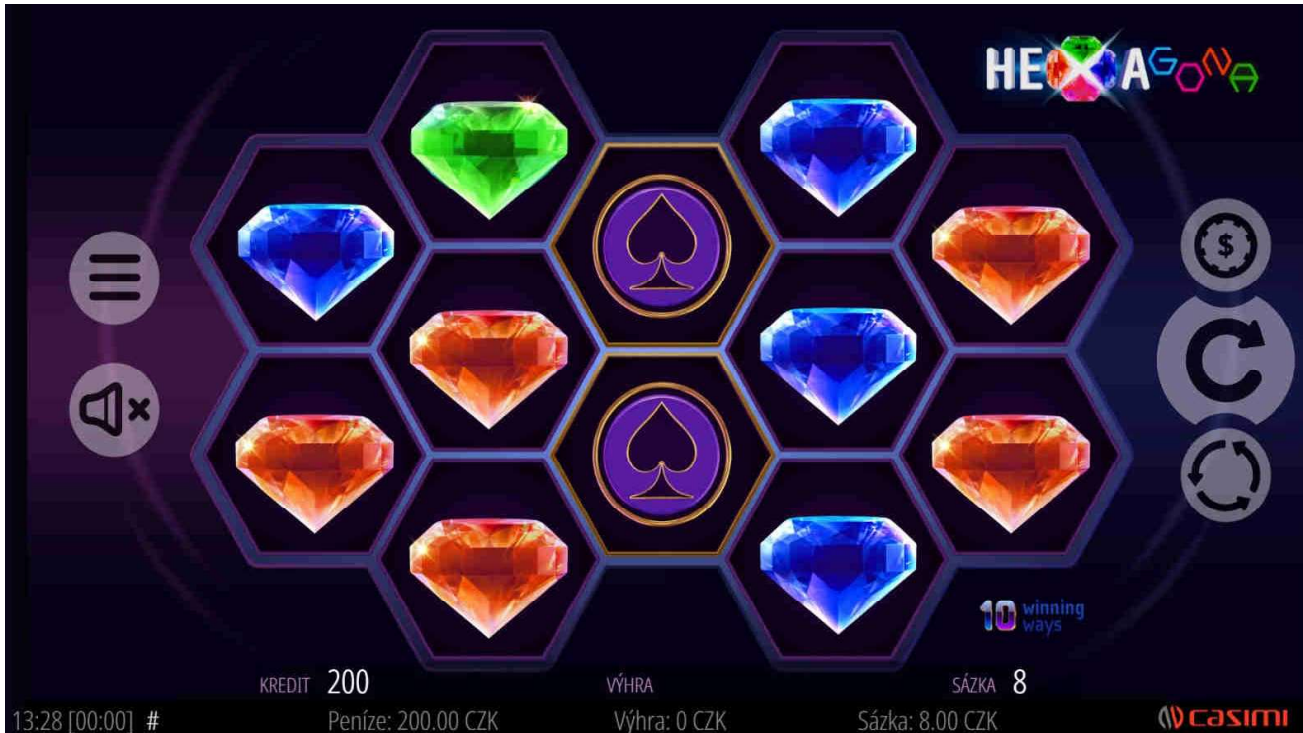 HEXAGONA
$
10 winning
ways
KREDIT 200 VÝHRA SÁZKA 8
13:28 [00:00] # Peníze: 200.00 CZK Výhra: 0 CZK Sázka: 8.00 CZK casimi